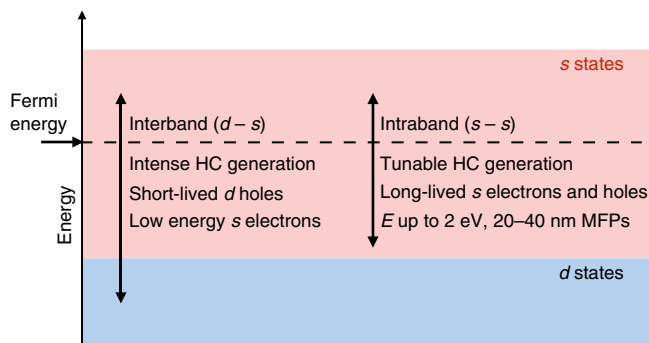 s states
Fermi
energy
Interband (d – s)
Intraband (s – s)
Intense HC generation
Short-lived d holes
Low energy s electrons
Tunable HC generation
Long-lived s electrons and holes
E up to 2 eV, 20–40 nm MFPs
Energy
d states